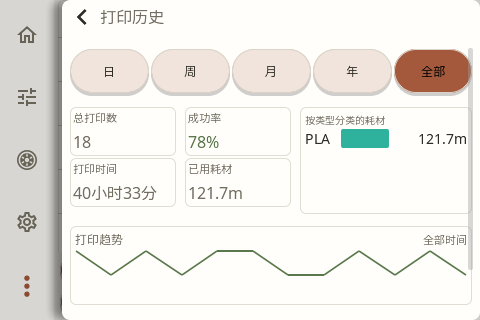 打印历史
日
周
月
年
全部
总打印数
18
成功率
78%
打印时间
40小时33分
已用耗材
121.7m
按类型分类的耗材
PLA
121.7m
打印趋势
全部时间